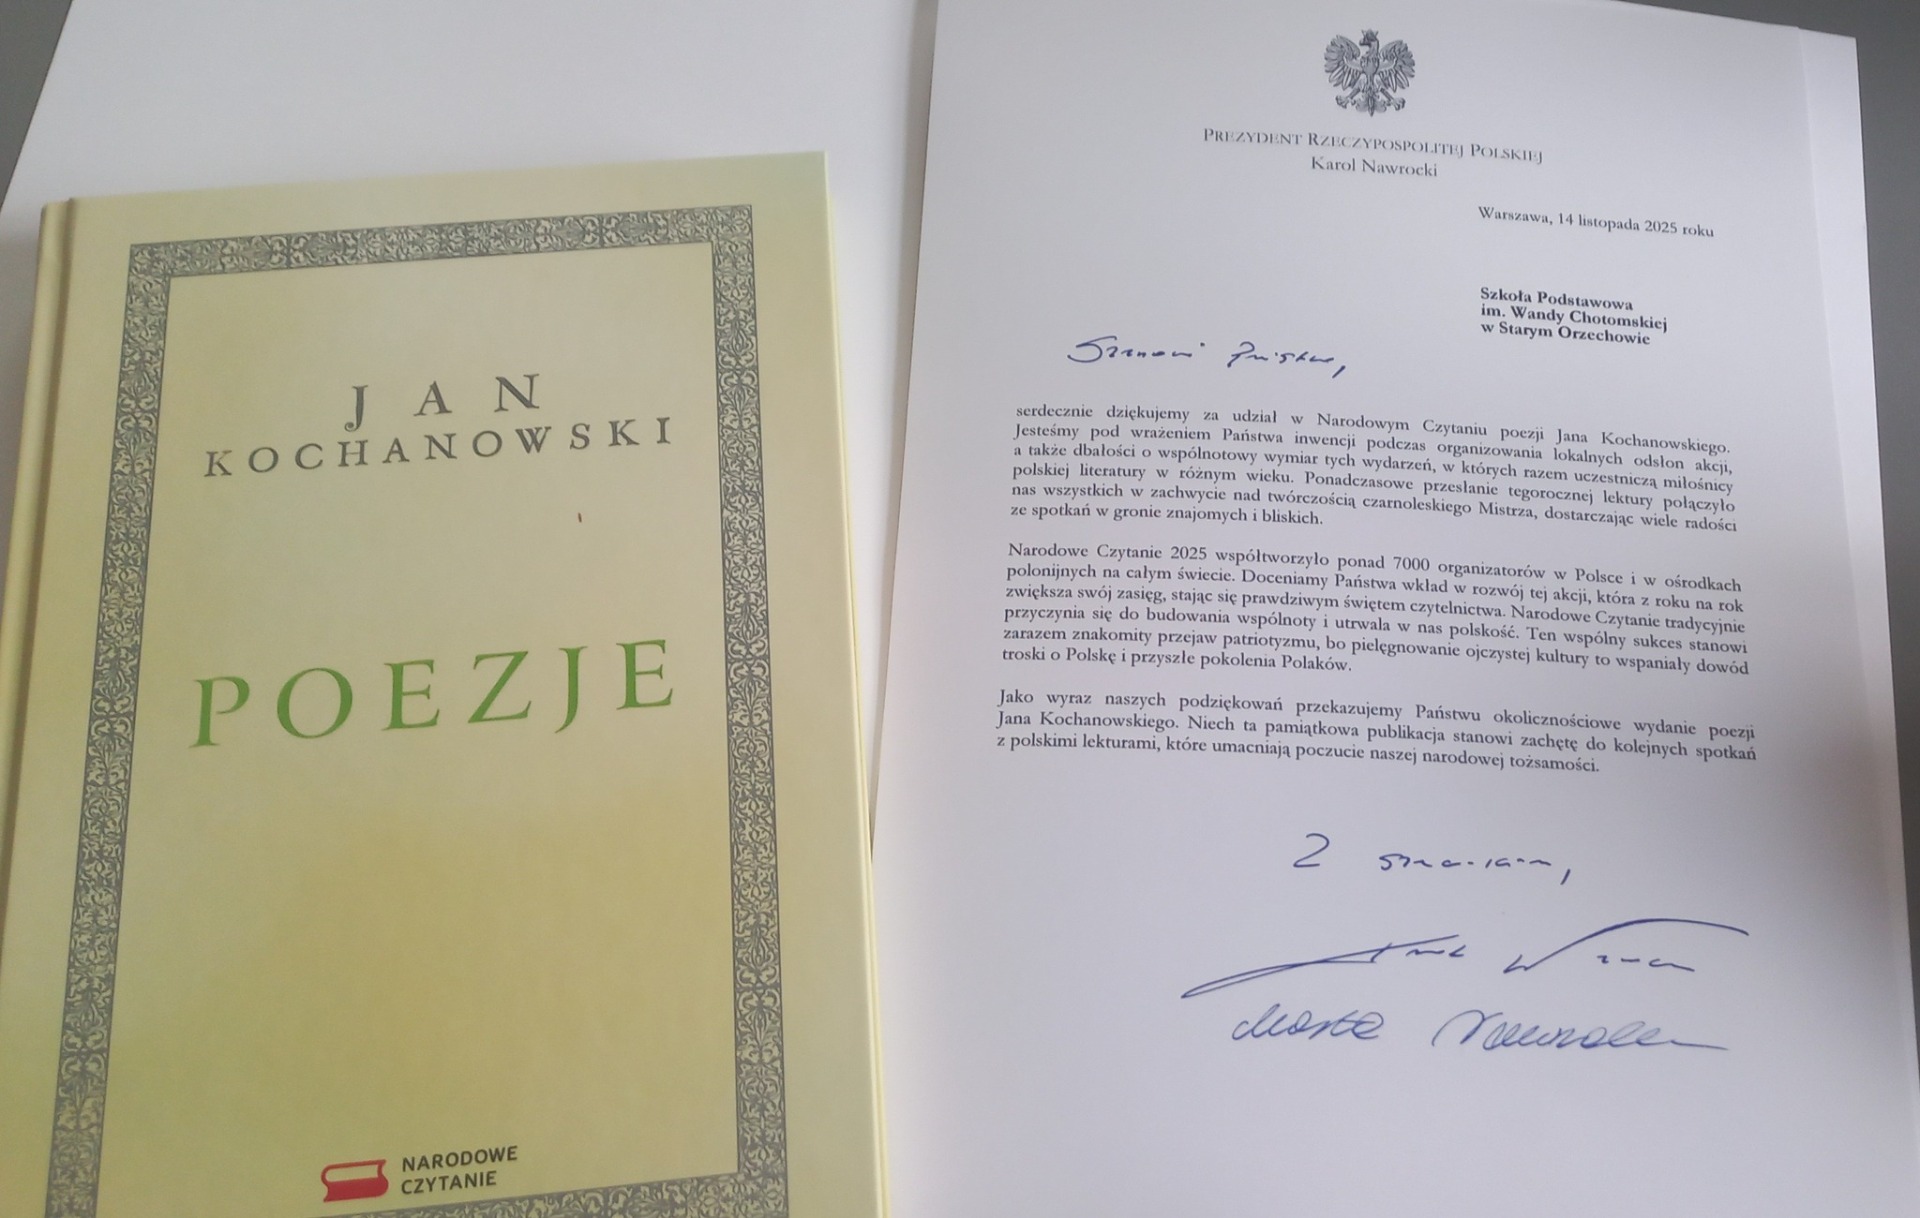 JAN
KOCHANOWSKI
POEZJE
NARODOWE
CZYTANIE
PREZYDENT RZECZYPOSPOLITEJ POLSKIEJ
Karol Nawrocki
Warszawa, 14 listopada 2025 roku
Szkoła Podstawowa
im. Wandy Chotomskiej
w Starym Orzechowie
Szanowni Państwo,
serdecznie dziękujemy za udział w Narodowym Czytaniu poezji Jana Kochanowskiego.
Jesteśmy pod wrażeniem Państwa inwencji podczas organizowania lokalnych odsłon akcji,
a także dbałości o wspólnotowy wymiar tych wydarzeń, w których razem uczestniczą miłośnicy
polskiej literatury w różnym wieku. Ponadczasowe przesłanie tegorocznej lektury połączyło
nas wszystkich w zachwycie nad twórczością czarnoleskiego Mistrza, dostarczając wiele radości
ze spotkań w gronie znajomych i bliskich.
Narodowe Czytanie 2025 współtworzyło ponad 7000 organizatorów w Polsce i w ośrodkach
polonijnych na całym świecie. Doceniamy Państwa wkład w rozwój tej akcji, która z roku na rok
zwiększa swój zasięg, stając się prawdziwym świętem czytelnictwa. Narodowe Czytanie tradycyjnie
przyczynia się do budowania wspólnoty i utrwala w nas polskość. Ten wspólny sukces stanowi
zarazem znakomity przejaw patriotyzmu, bo pielęgnowanie ojczystej kultury to wspaniały dowód
troski o Polskę i przyszłe pokolenia Polaków.
Jako wyraz naszych podziękowań przekazujemy Państwu okolicznościowe wydanie poezji
Jana Kochanowskiego. Niech ta pamiątkowa publikacja stanowi zachętę do kolejnych spotkań
z polskimi lekturami, które umacniają poczucie naszej narodowej tożsamości.
Z
Marta Nawrocka